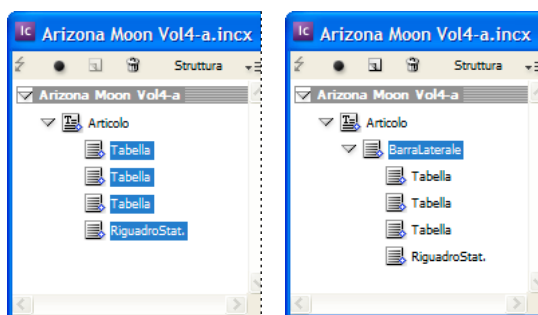 Ic Arizona Moon Vol4-a.incx
Struttura
Arizona Moon Vol4-a
Articolo
Tabella
Tabella
Tabella
RiguadroStat.
Ic Arizona Moon Vol4-a.incx
Struttura
Arizona Moon Vol4-a
Articolo
BarraLaterale
Tabella
Tabella
Tabella
RiguadroStat.